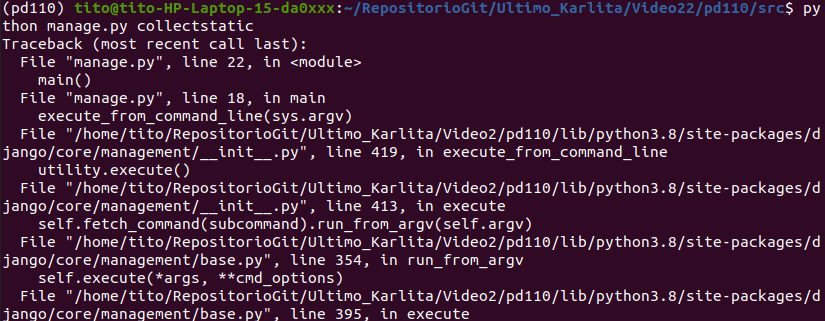 (pd110) tito@tito-HP-Laptop-15-da0xxx:~/RepositorioGit/Ultimo_Karlita/Video22/pd110/src$ py
thon manage.py collectstatic
Traceback (most recent call last):
  File "manage.py", line 22, in <module>
    main()
  File "manage.py", line 18, in main
    execute_from_command_line(sys.argv)
  File "/home/tito/RepositorioGit/Ultimo_Karlita/Video2/pd110/lib/python3.8/site-packages/d
jango/core/management/__init__.py", line 419, in execute_from_command_line
    utility.execute()
  File "/home/tito/RepositorioGit/Ultimo_Karlita/Video2/pd110/lib/python3.8/site-packages/d
jango/core/management/__init__.py", line 413, in execute
    self.fetch_command(subcommand).run_from_argv(self.argv)
  File "/home/tito/RepositorioGit/Ultimo_Karlita/Video2/pd110/lib/python3.8/site-packages/d
jango/core/management/base.py", line 354, in run_from_argv
    self.execute(*args, **cmd_options)
  File "/home/tito/RepositorioGit/Ultimo_Karlita/Video2/pd110/lib/python3.8/site-packages/d
jango/core/management/base.py", line 395, in execute